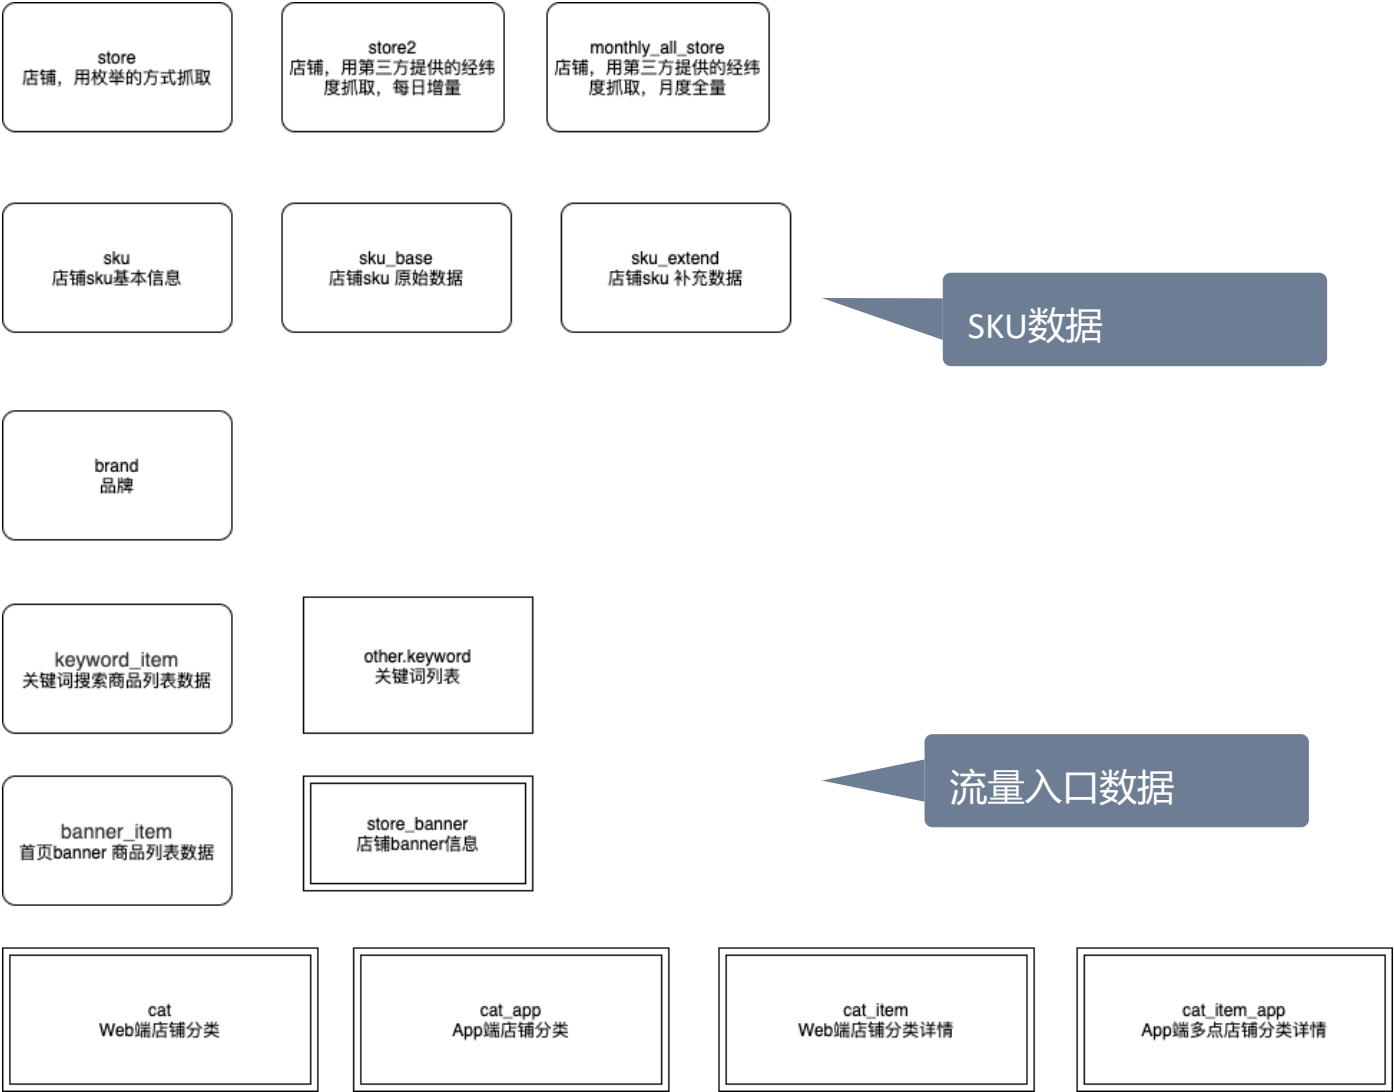 store
店铺，用枚举的方式抓取
store2
店铺，用第三方提供的经纬
度抓取，每日增量
monthly_all_store
店铺，用第三方提供的经纬
度抓取，月度全量
sku
店铺sku基本信息
sku_base
店铺sku 原始数据
sku_extend
店铺sku 补充数据
SKU数据
brand
品牌
keyword_item
关键词搜索商品列表数据
other.keyword
关键词列表
流量入口数据
banner_item
首页banner 商品列表数据
store_banner
店铺banner信息
cat
Web端店铺分类
cat_app
App端店铺分类
cat_item
Web端店铺分类详情
cat_item_app
App端多点店铺分类详情